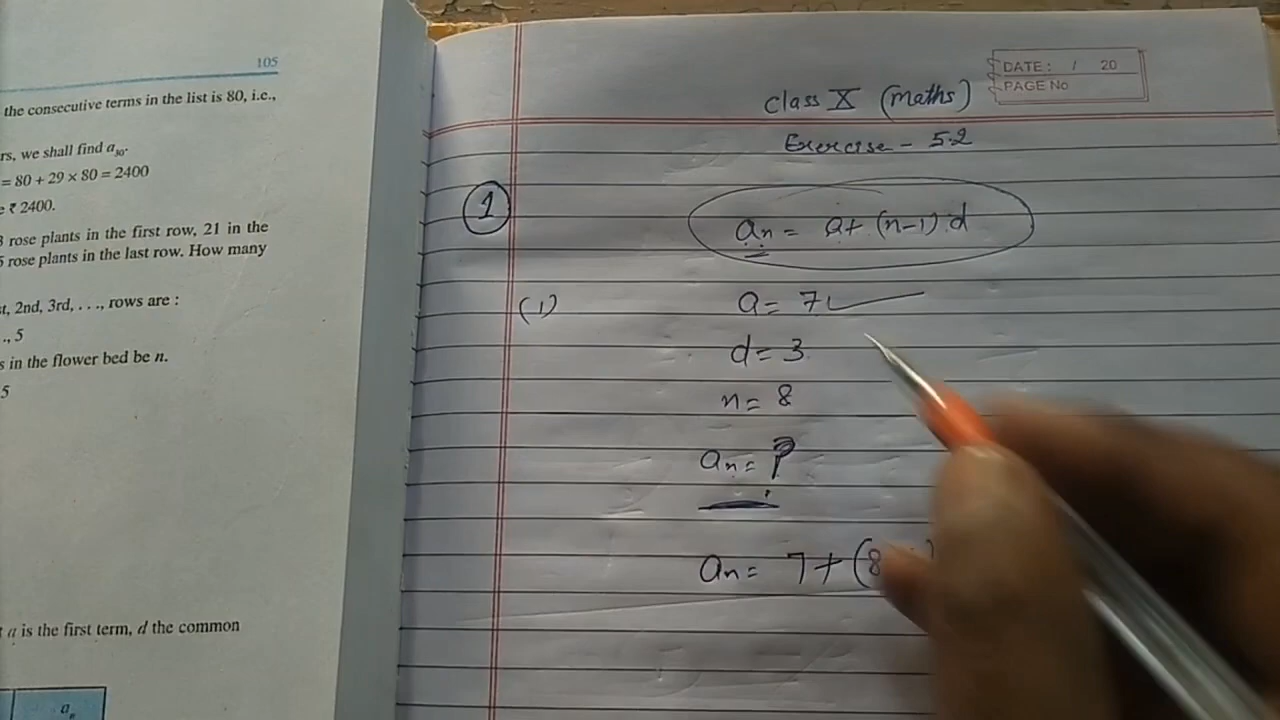 105
the consecutive terms in the list is 80, i.e.,
rs, we shall find a₃₀.
= 80 + 29 × 80 = 2400
₹ 2400.
rose plants in the first row, 21 in the
5 rose plants in the last row. How many
t, 2nd, 3rd, . . ., rows are :
., 5
s in the flower bed be n.
5
a is the first term, d the common
aₙ
DATE : / 20
PAGE No
Class X (Maths)
Exercise - 5.2
1
an = a + (n-1) d
(1) a = 7
d = 3
n = 8
an = ?
an = 7 + (8